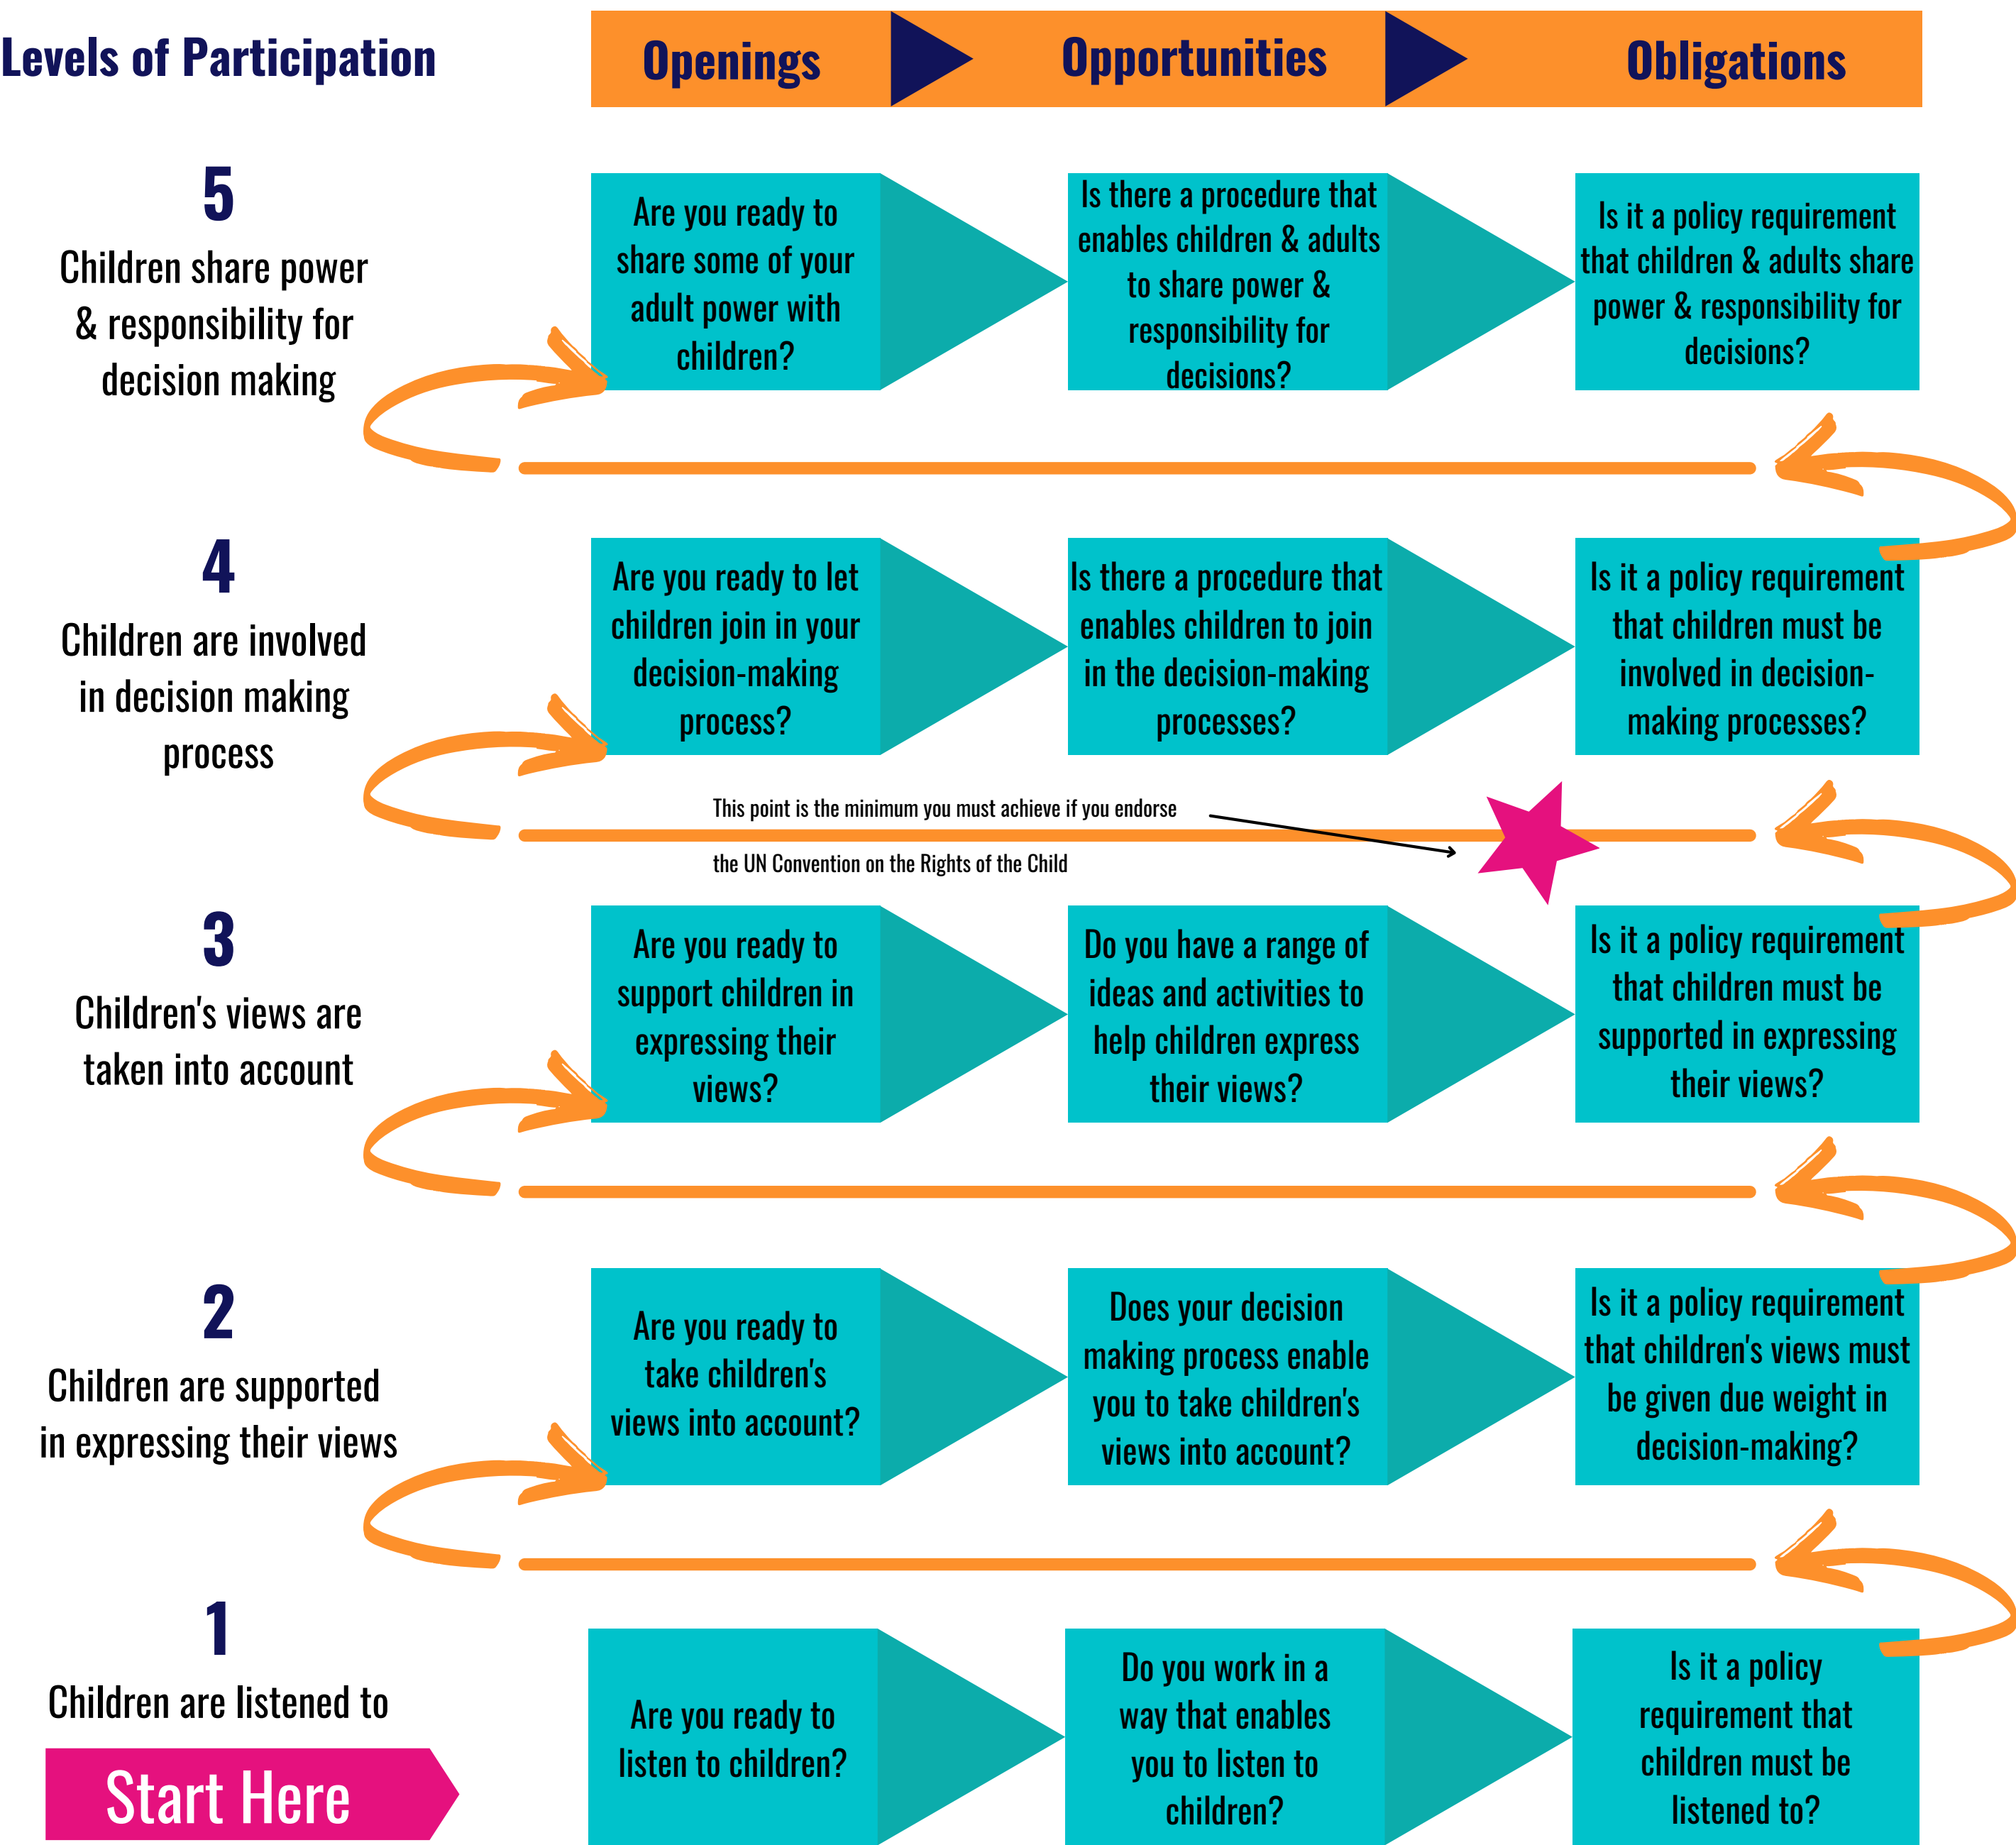 Levels of Participation
Openings
Opportunities
Obligations
5
Children share power
& responsibility for
decision making
Are you ready to
share some of your
adult power with
children?
Is there a procedure that
enables children & adults
to share power &
responsibility for
decisions?
Is it a policy requirement
that children & adults share
power & responsibility for
decisions?
4
Children are involved
in decision making
process
Are you ready to let
children join in your
decision-making
process?
Is there a procedure that
enables children to join
in the decision-making
processes?
Is it a policy requirement
that children must be
involved in decision-
making processes?
This point is the minimum you must achieve if you endorse
the UN Convention on the Rights of the Child
3
Children's views are
taken into account
Are you ready to
support children in
expressing their
views?
Do you have a range of
ideas and activities to
help children express
their views?
Is it a policy requirement
that children must be
supported in expressing
their views?
2
Children are supported
in expressing their views
Are you ready to
take children's
views into account?
Does your decision
making process enable
you to take children's
views into account?
Is it a policy requirement
that children's views must
be given due weight in
decision-making?
1
Children are listened to
Start Here
Are you ready to
listen to children?
Do you work in a
way that enables
you to listen to
children?
Is it a policy
requirement that
children must be
listened to?